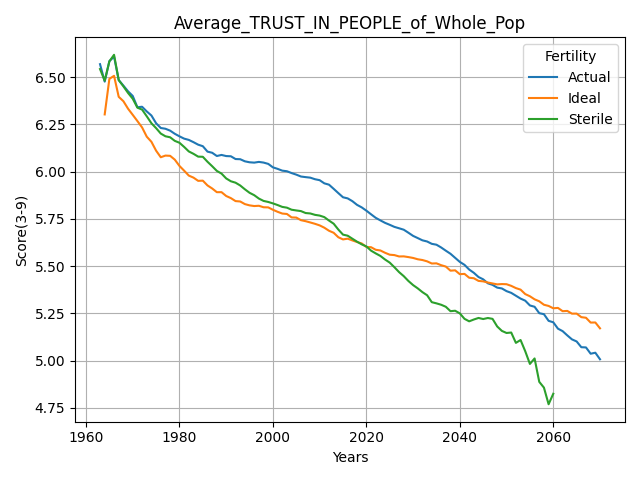 Average_TRUST_IN_PEOPLE_of_Whole_Pop
Fertility
Actual
Ideal
Sterile
Score(3-9)
6.50
6.25
6.00
5.75
5.50
5.25
5.00
4.75
1960 1980 2000 2020 2040 2060
Years